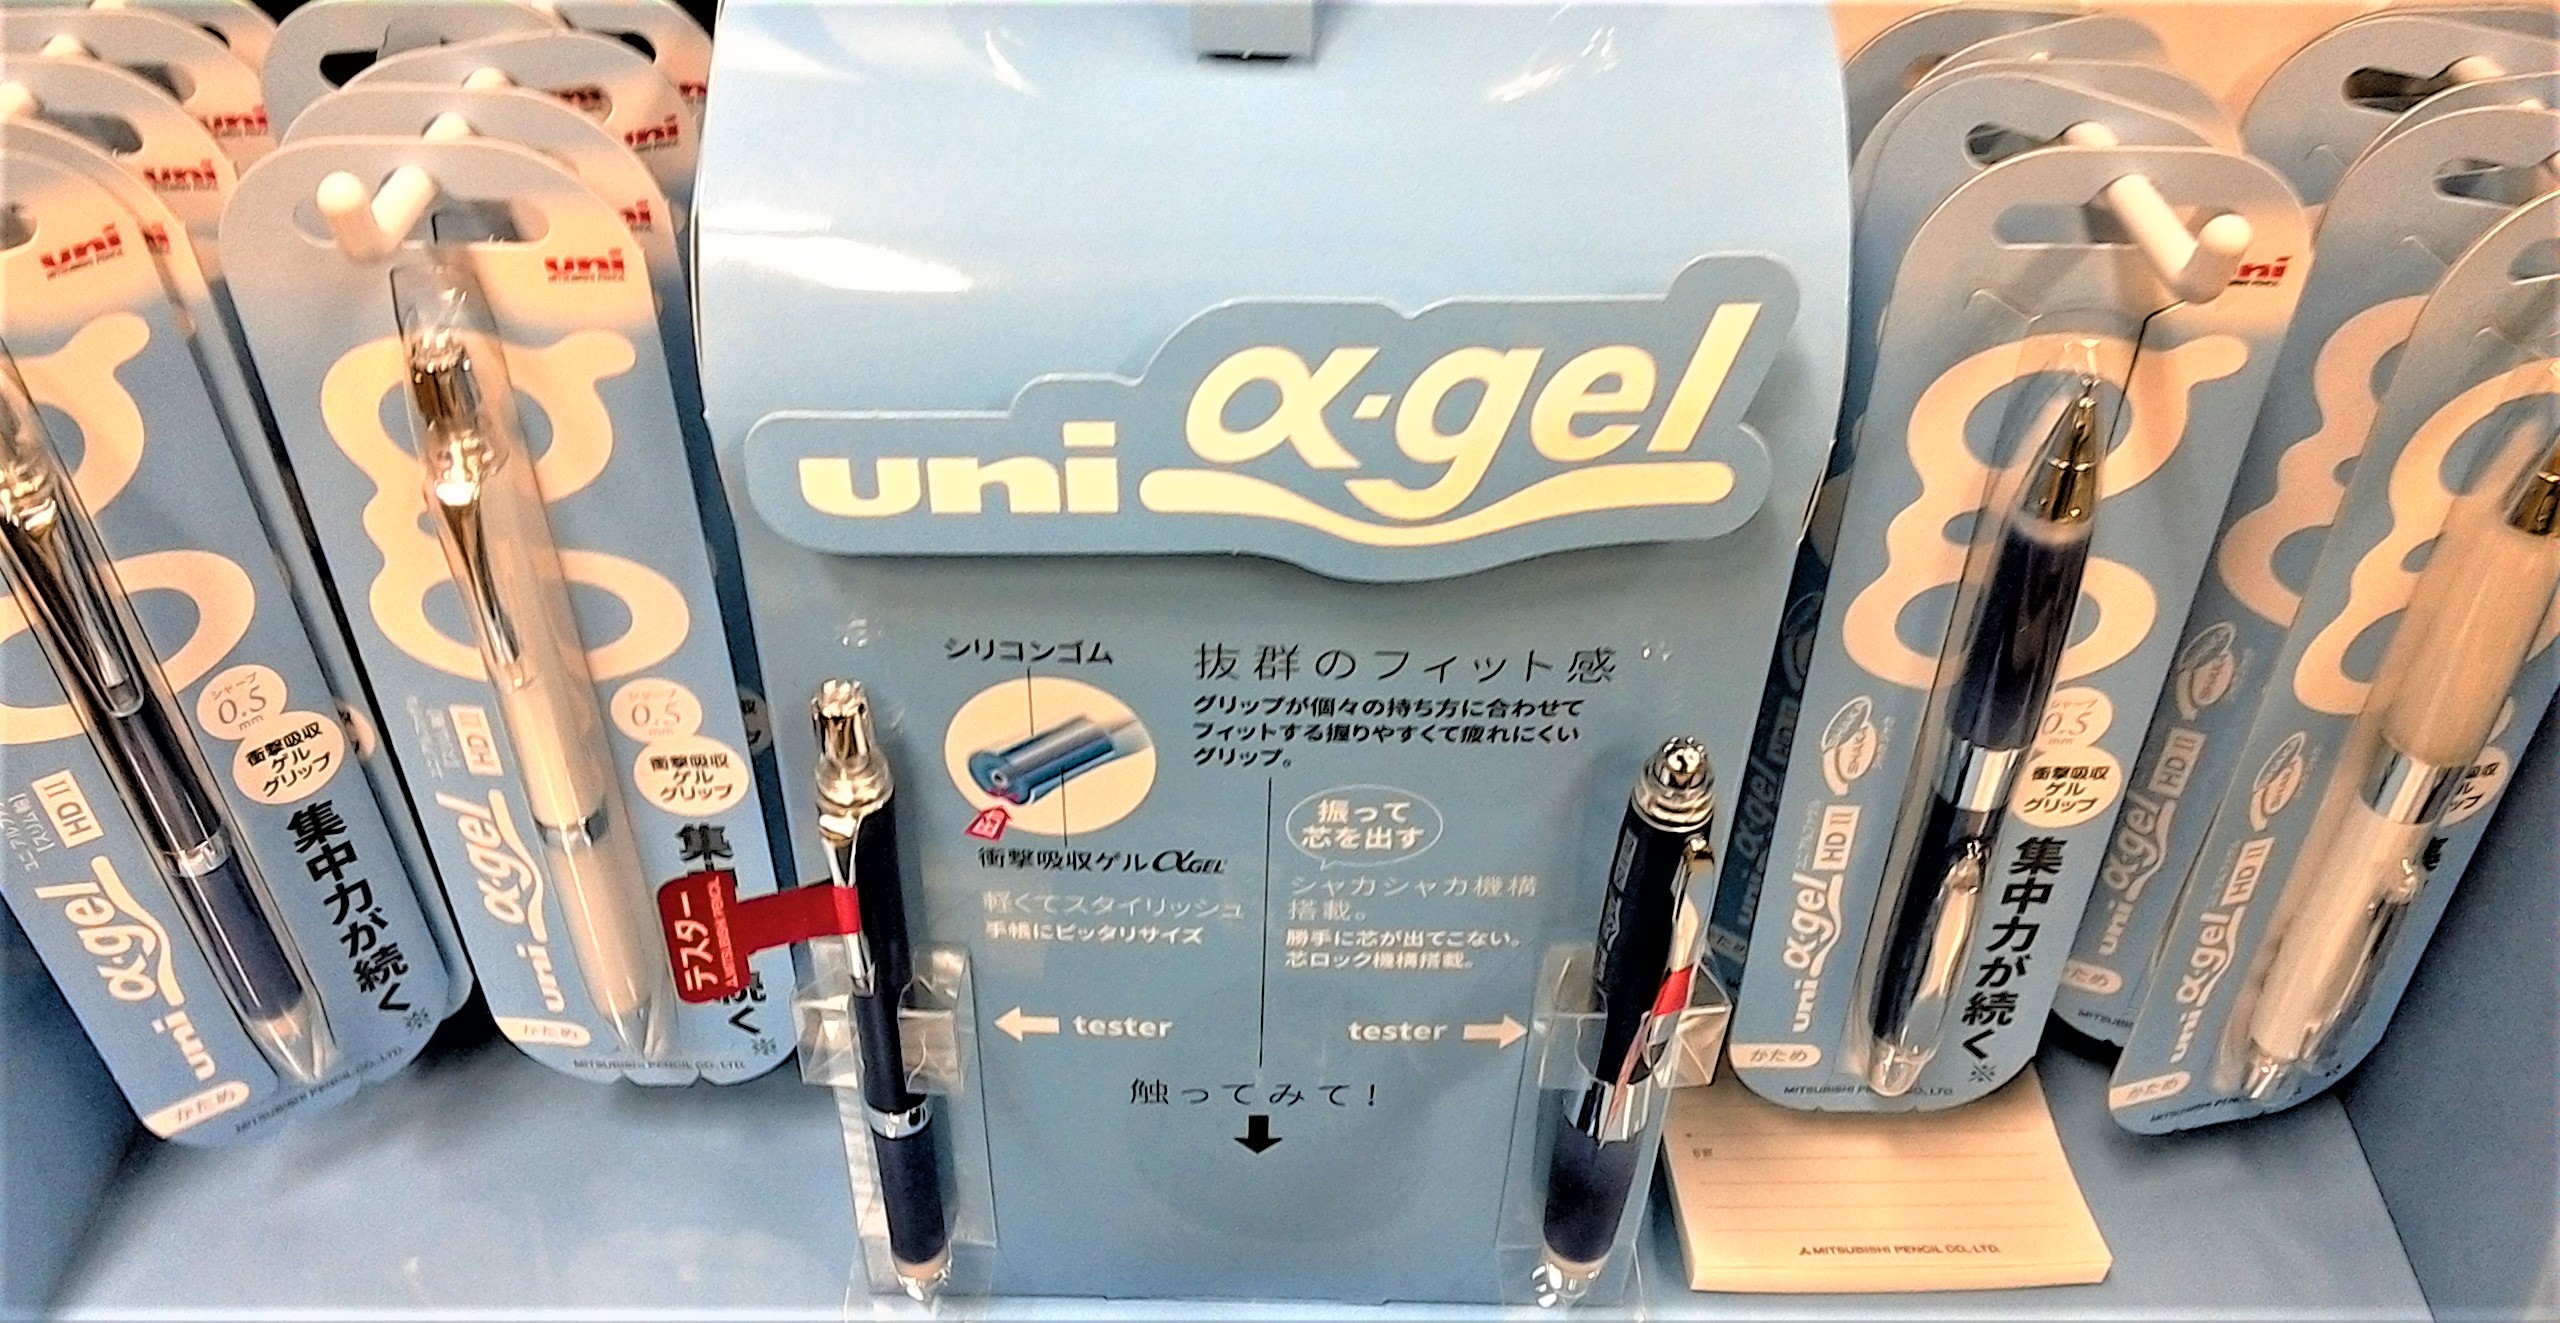 uni α·gel
シリコンゴム
衝撃吸収ゲル αGEL
軽くてスタイリッシュ
手帳にピッタリサイズ
← tester
抜群のフィット感
グリップが個々の持ち方に合わせて
フィットする握りやすくて疲れにくい
グリップ。
振って
芯を出す
シャカシャカ機構
搭載。
勝手に芯が出てこない。
芯ロック機構搭載。
tester →
触ってみて!
テスター
MITSUBISHI PENCIL
uni
シャープ
0.5
mm
衝撃吸収
ゲル
グリップ
集中力が続く※
HD II
uni α·gel
かため
uni
シャープ
0.5
mm
衝撃吸収
ゲル
グリップ
HD II
uni α·gel
かため
MITSUBISHI PENCIL CO., LTD.
uni
シャープ
0.5
mm
衝撃吸収
ゲル
グリップ
集中力が続く※
SHAKA
HD II
uni α·gel
かため
MITSUBISHI PENCIL CO., LTD.
HD II
uni α·gel
かため
MITSUBISHI PENCIL CO., LTD.